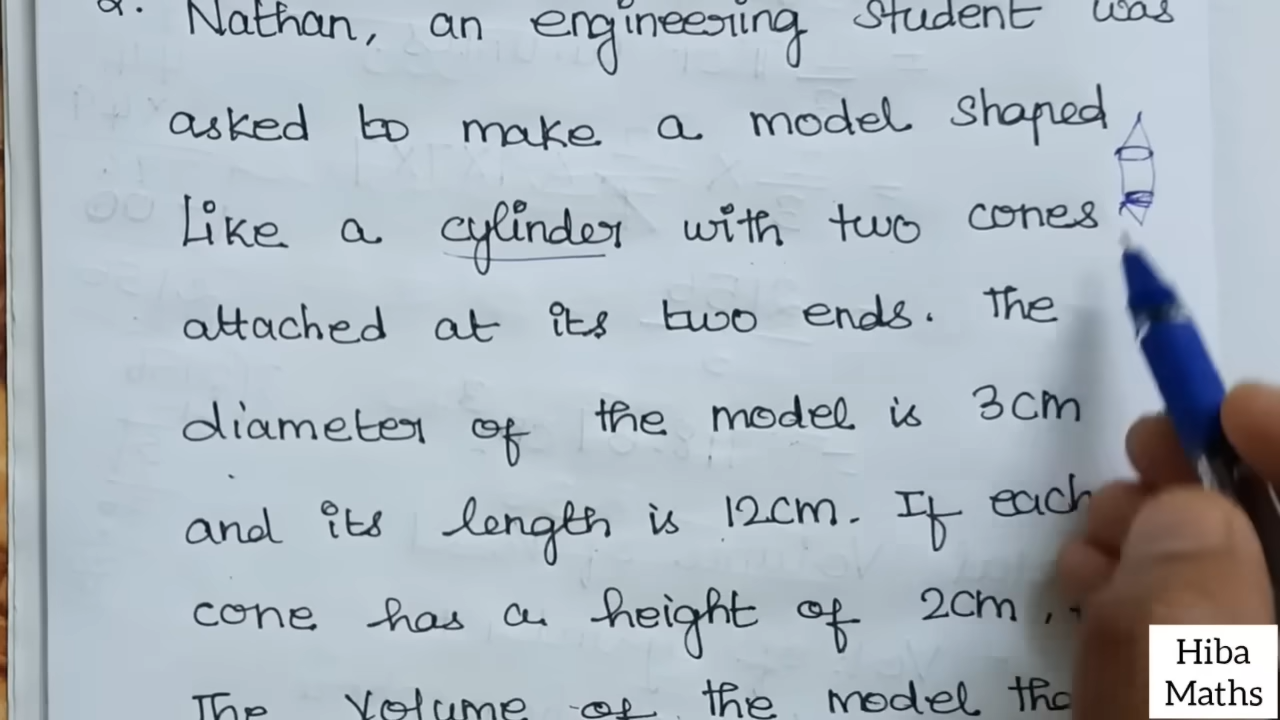 2. Nathan, an engineering student was
asked to make a model shaped
Like a cylinder with two cones
attached at its two ends. The
diameter of the model is 3cm
and its length is 12cm. If each
cone has a height of 2cm,
The Volume of the model
Hiba
Maths